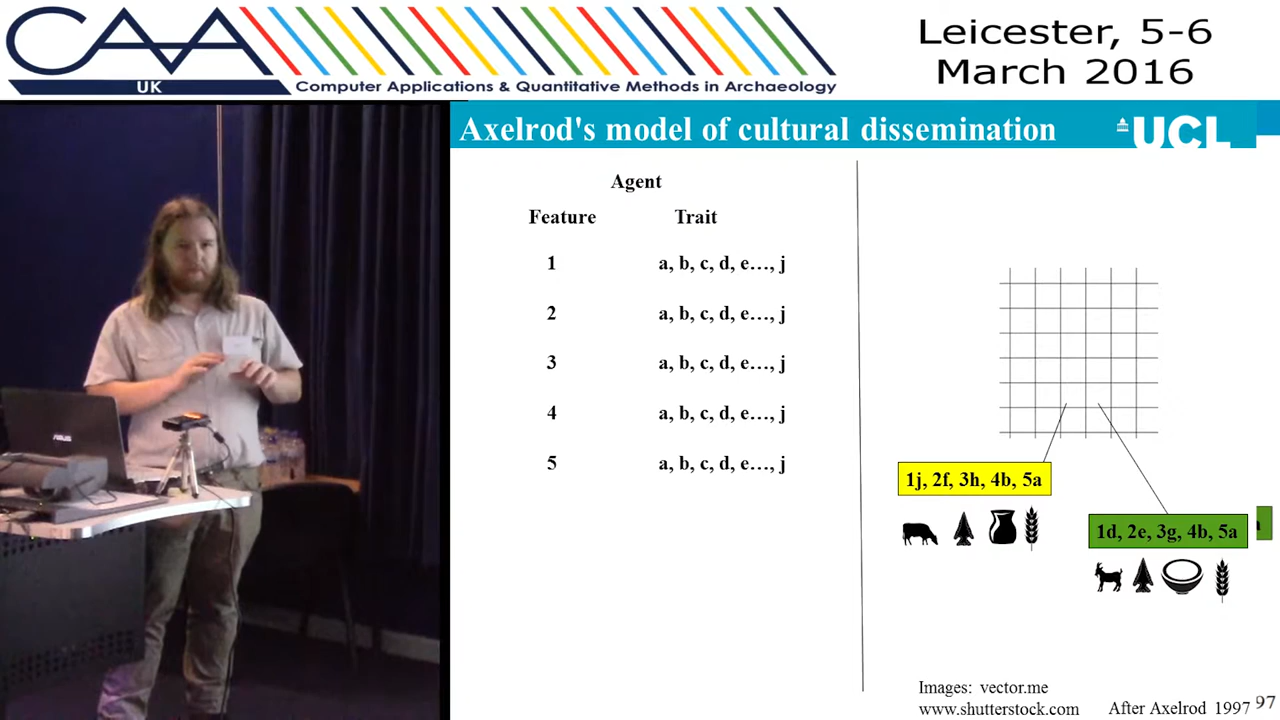 CAA
UK
Computer Applications & Quantitative Methods in Archaeology
Leicester, 5-6
March 2016
Axelrod's model of cultural dissemination
UCL
Agent
Feature Trait
1 a, b, c, d, e…, j
2 a, b, c, d, e…, j
3 a, b, c, d, e…, j
4 a, b, c, d, e…, j
5 a, b, c, d, e…, j
1j, 2f, 3h, 4b, 5a
1d, 2e, 3g, 4b, 5a
Images: vector.me
www.shutterstock.com
After Axelrod 1997
97
ASUS